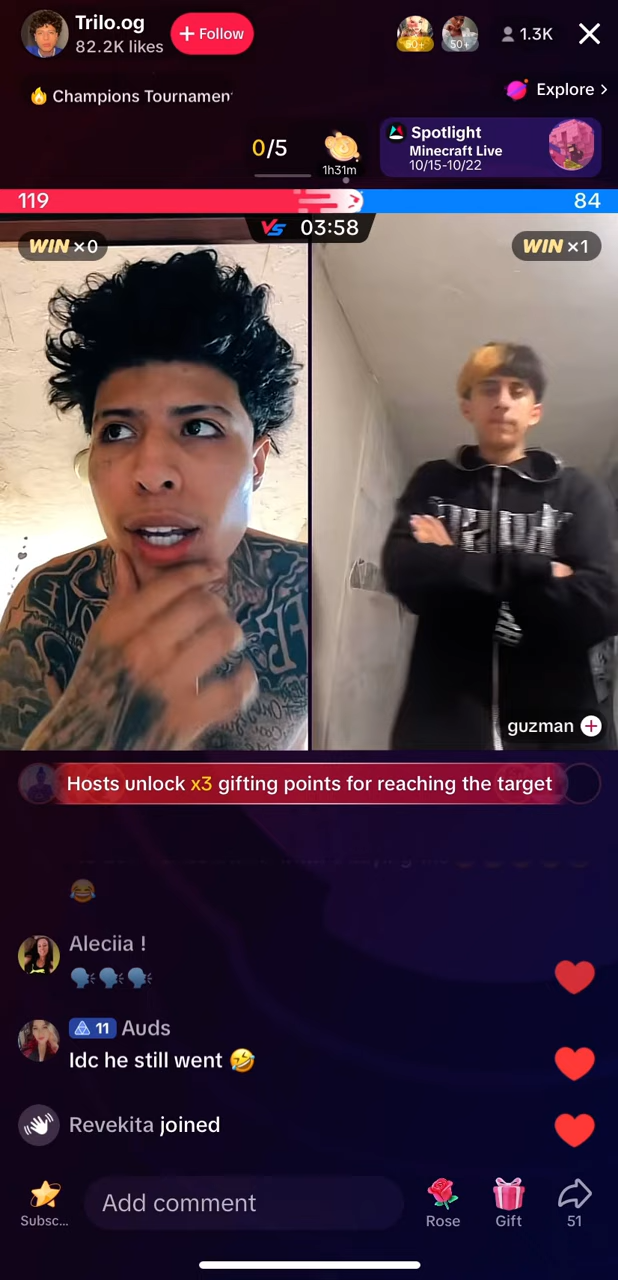 Trilo.og
82.2K likes
+ Follow
50+
1.3K
🔥 Champions Tournamen
Explore >
0/5
1h31m
Spotlight
Minecraft Live
10/15-10/22
119
84
VS 03:58
WIN ×0
WIN ×1
guzman
Hosts unlock x3 gifting points for reaching the target
😂
Aleciia !
🗣🗣🗣
11 Auds
Idc he still went 🤣
Revekita joined
Subsc...
Add comment
Rose
Gift
51